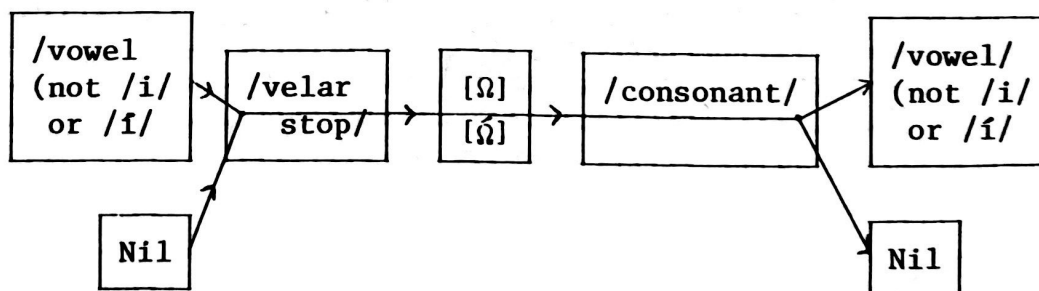 /vowel
(not /i/
or /í/
/velar
stop/
[Ω]
[Ώ]
/consonant/
/vowel/
(not /i/
or /í/
Nil
Nil